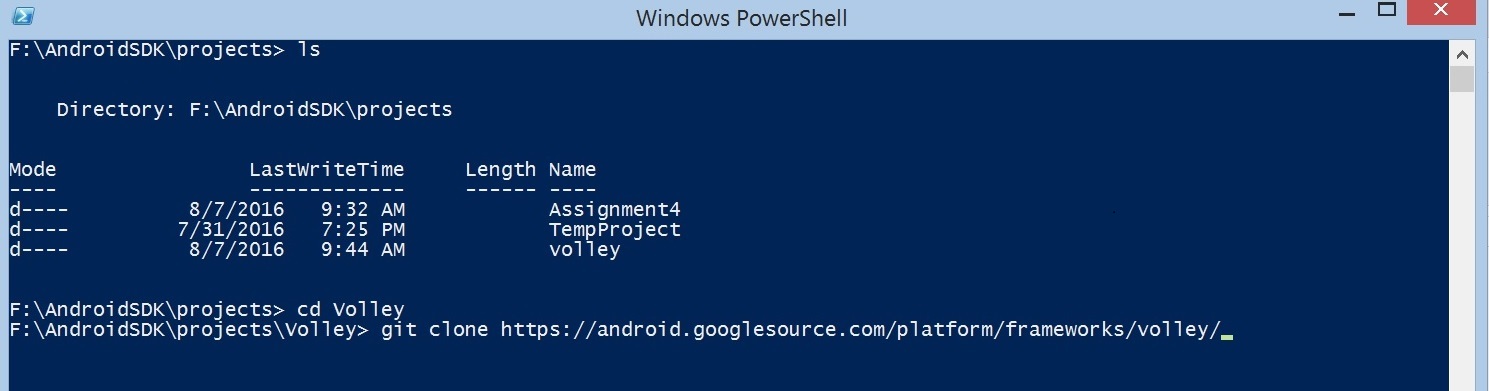 Windows PowerShell
F:\AndroidSDK\projects> ls
Directory: F:\AndroidSDK\projects
Mode                LastWriteTime     Length Name
----                -------------     ------ ----
d----          8/7/2016   9:32 AM            Assignment4
d----         7/31/2016   7:25 PM            TempProject
d----          8/7/2016   9:44 AM            volley
F:\AndroidSDK\projects> cd Volley
F:\AndroidSDK\projects\Volley> git clone https://android.googlesource.com/platform/frameworks/volley/